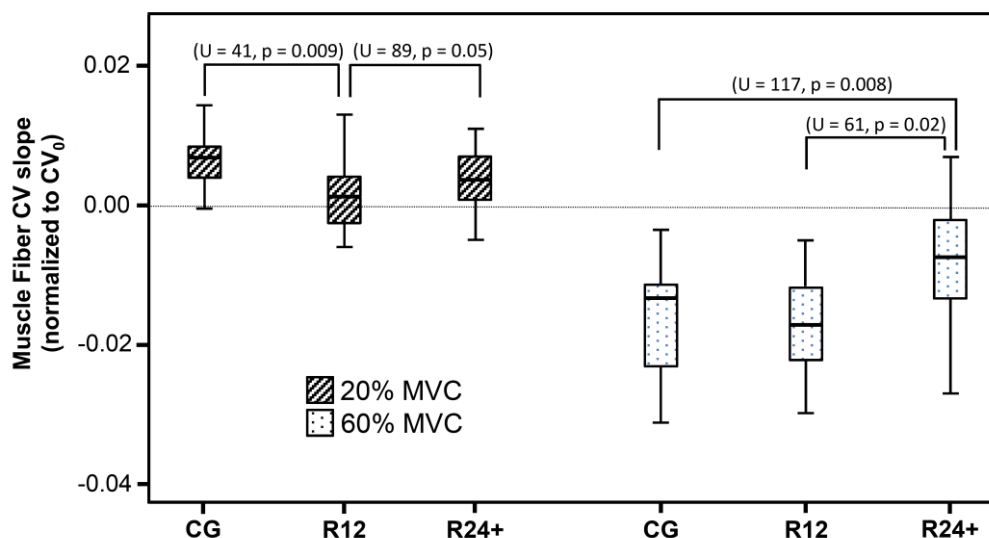 (U = 41, p = 0.009)
(U = 89, p = 0.05)
(U = 117, p = 0.008)
(U = 61, p = 0.02)
Muscle Fiber CV slope
(normalized to CV₀)
0.02
0.00
-0.02
-0.04
20% MVC
60% MVC
CG R12 R24+ CG R12 R24+